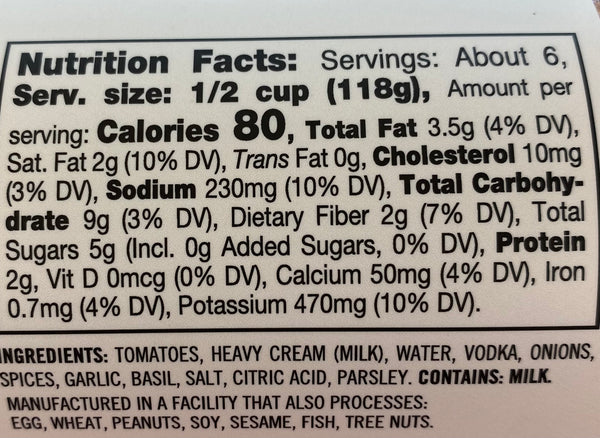 Nutrition Facts: Servings: About 6,
Serv. size: 1/2 cup (118g), Amount per
serving: Calories 80, Total Fat 3.5g (4% DV),
Sat. Fat 2g (10% DV), Trans Fat 0g, Cholesterol 10mg
(3% DV), Sodium 230mg (10% DV), Total Carbohy-
drate 9g (3% DV), Dietary Fiber 2g (7% DV), Total
Sugars 5g (Incl. 0g Added Sugars, 0% DV), Protein
2g, Vit D 0mcg (0% DV), Calcium 50mg (4% DV), Iron
0.7mg (4% DV), Potassium 470mg (10% DV).
INGREDIENTS: TOMATOES, HEAVY CREAM (MILK), WATER, VODKA, ONIONS,
SPICES, GARLIC, BASIL, SALT, CITRIC ACID, PARSLEY. CONTAINS: MILK.
MANUFACTURED IN A FACILITY THAT ALSO PROCESSES:
EGG, WHEAT, PEANUTS, SOY, SESAME, FISH, TREE NUTS.